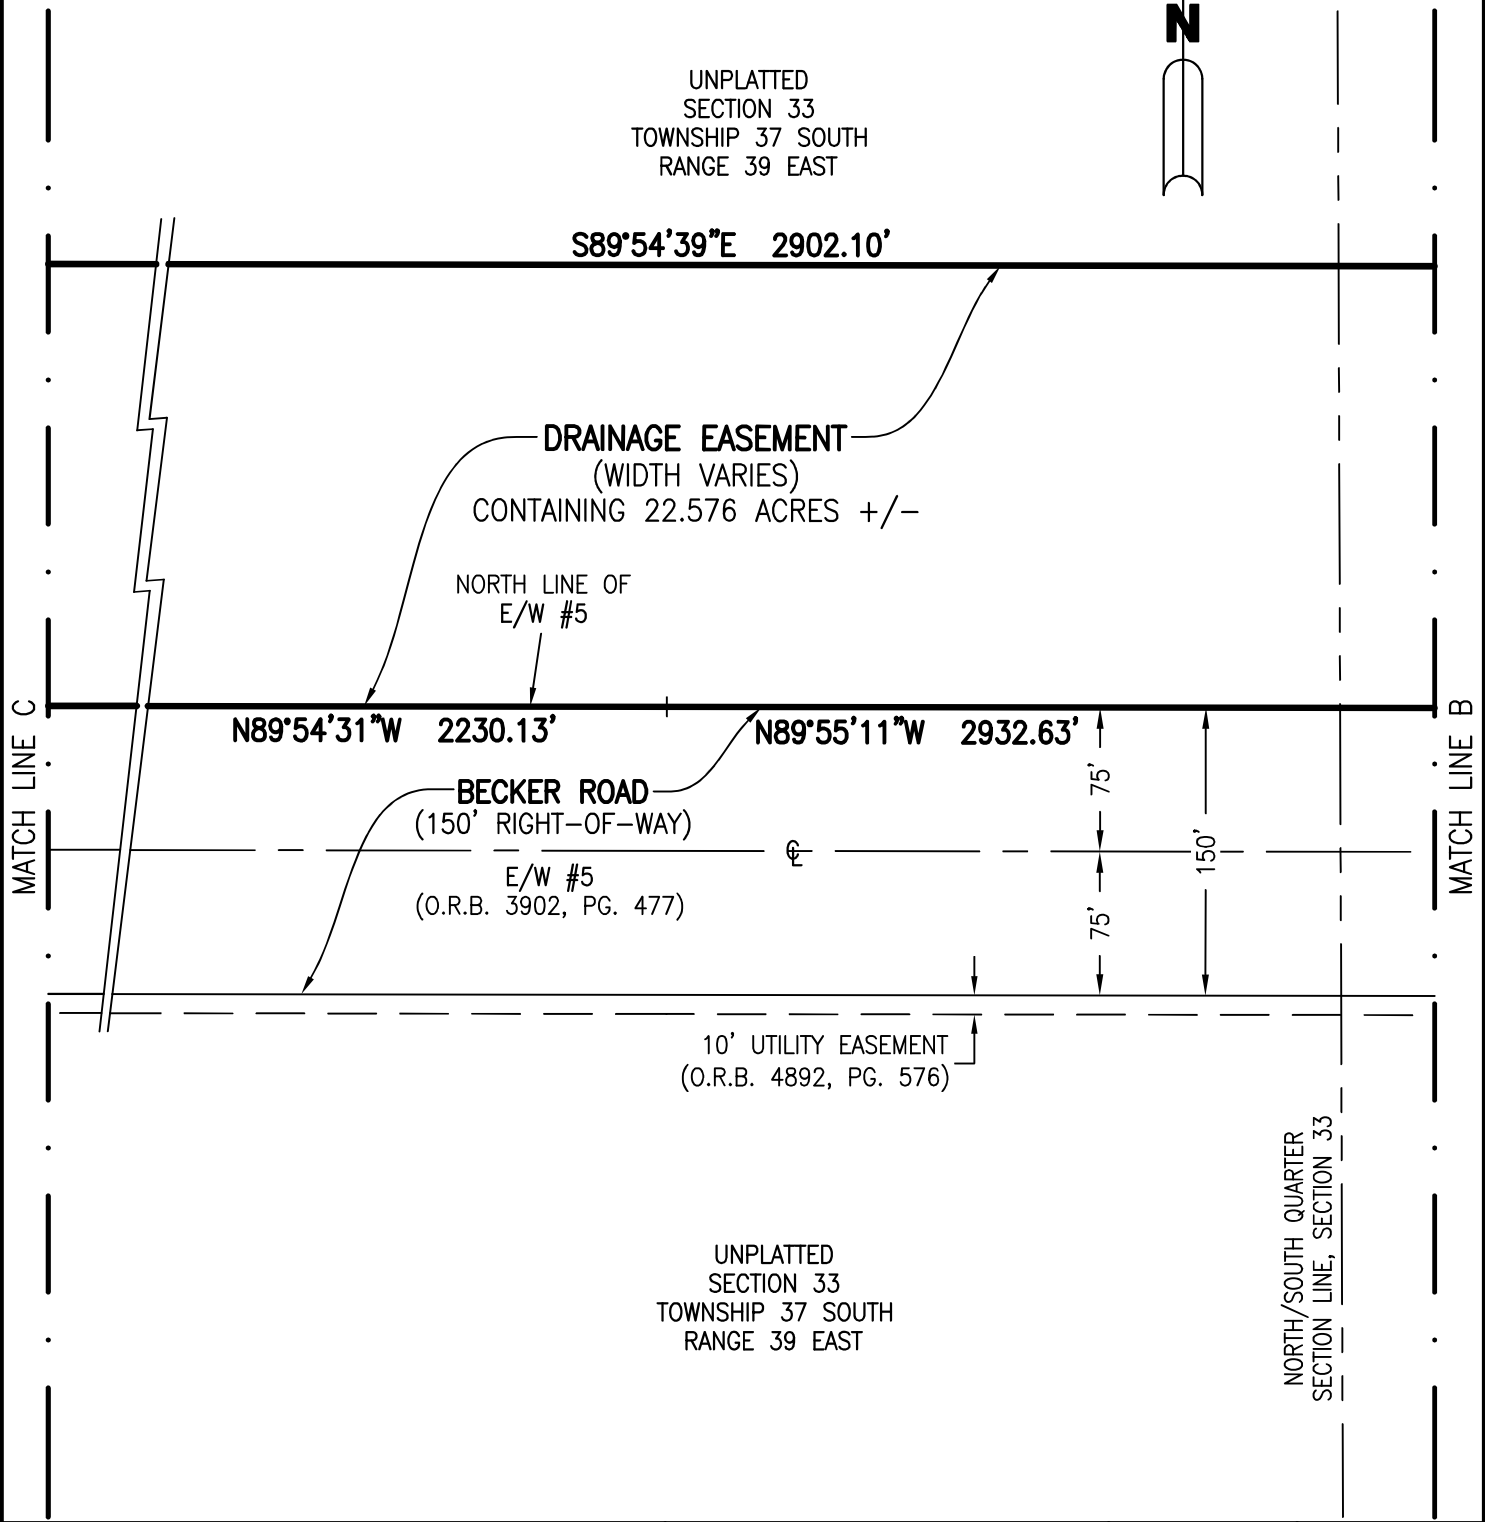 N
UNPLATTED
SECTION 33
TOWNSHIP 37 SOUTH
RANGE 39 EAST
S89°54'39"E 2902.10'
DRAINAGE EASEMENT
(WIDTH VARIES)
CONTAINING 22.576 ACRES +/-
NORTH LINE OF
E/W #5
MATCH LINE C
MATCH LINE B
N89°54'31"W 2230.13'
N89°55'11"W 2932.63'
75'
BECKER ROAD
(150' RIGHT-OF-WAY)
150'
℄
E/W #5
(O.R.B. 3902, PG. 477)
75'
10' UTILITY EASEMENT
(O.R.B. 4892, PG. 576)
NORTH/SOUTH QUARTER
SECTION LINE, SECTION 33
UNPLATTED
SECTION 33
TOWNSHIP 37 SOUTH
RANGE 39 EAST